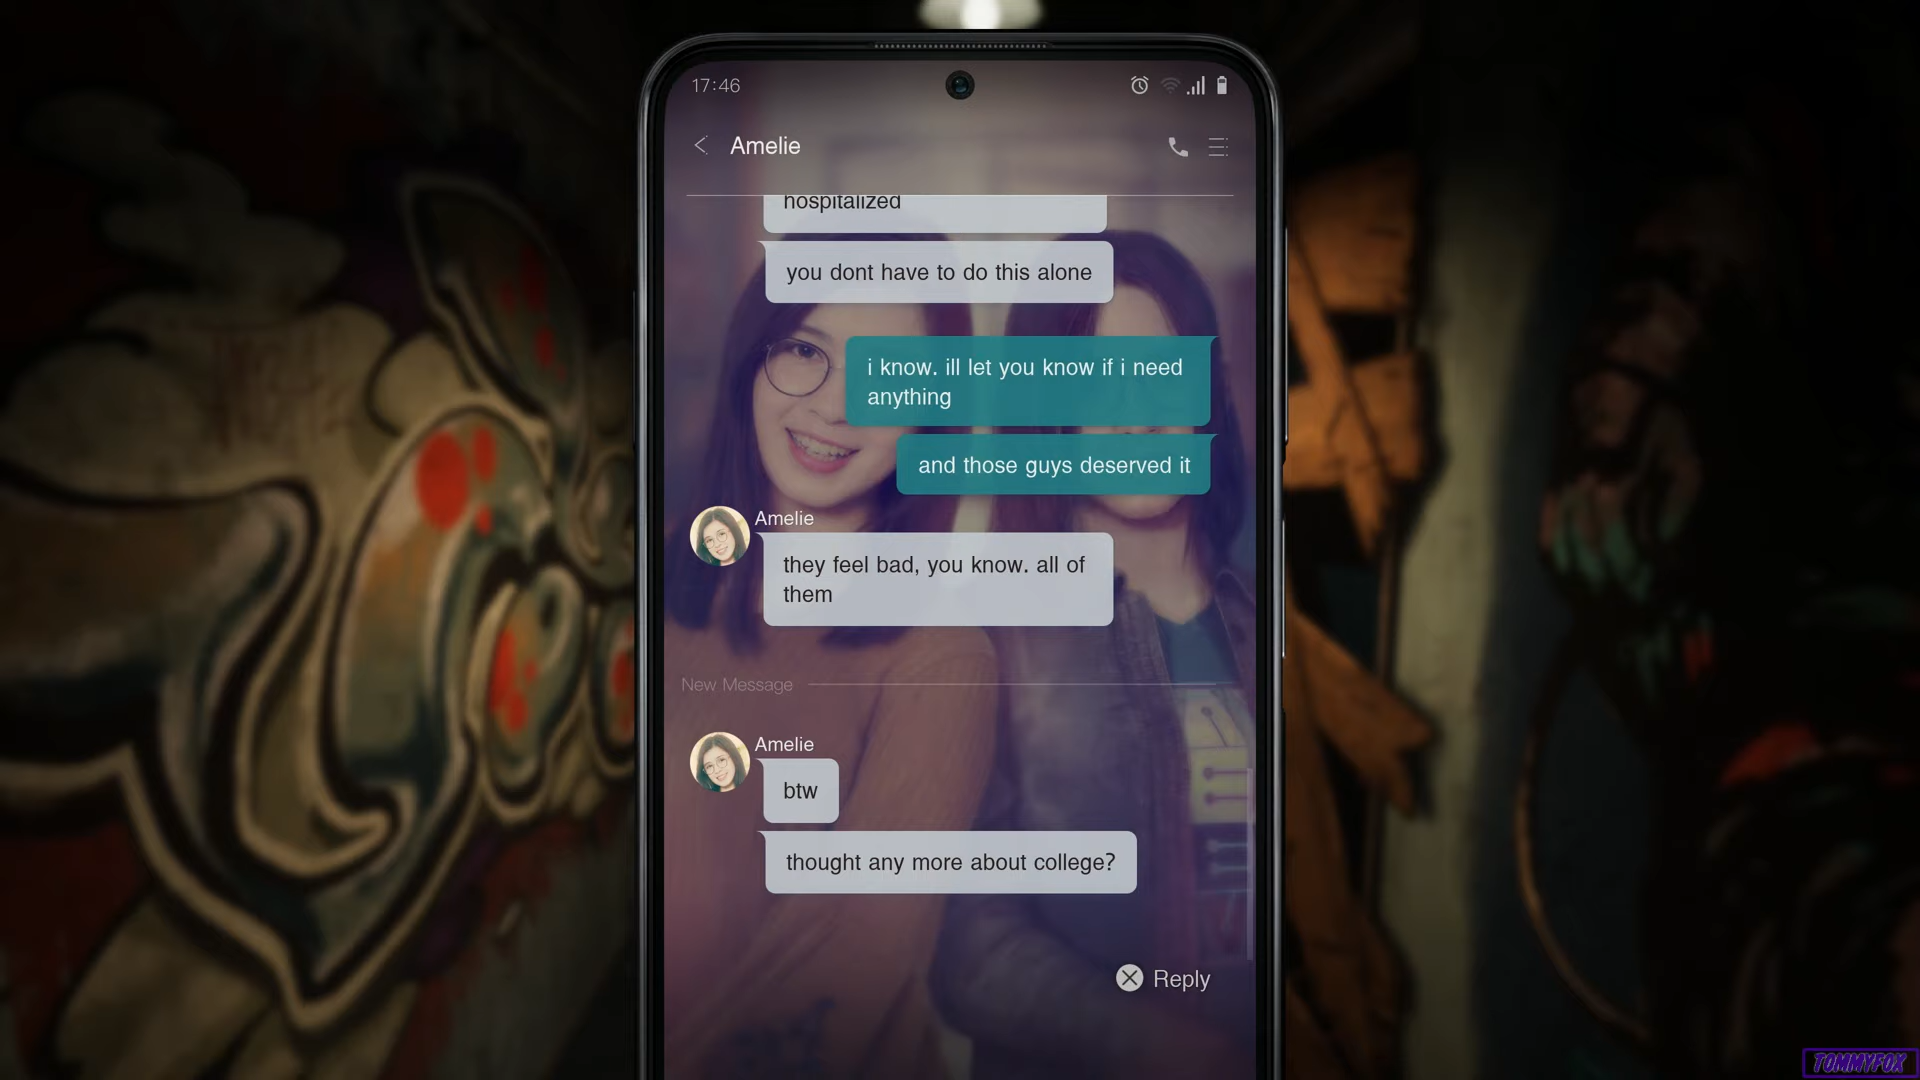 17:46
Amelie
hospitalized
you dont have to do this alone
i know. ill let you know if i need
anything
and those guys deserved it
Amelie
they feel bad, you know. all of
them
New Message
Amelie
btw
thought any more about college?
Reply
TOMMYFOX